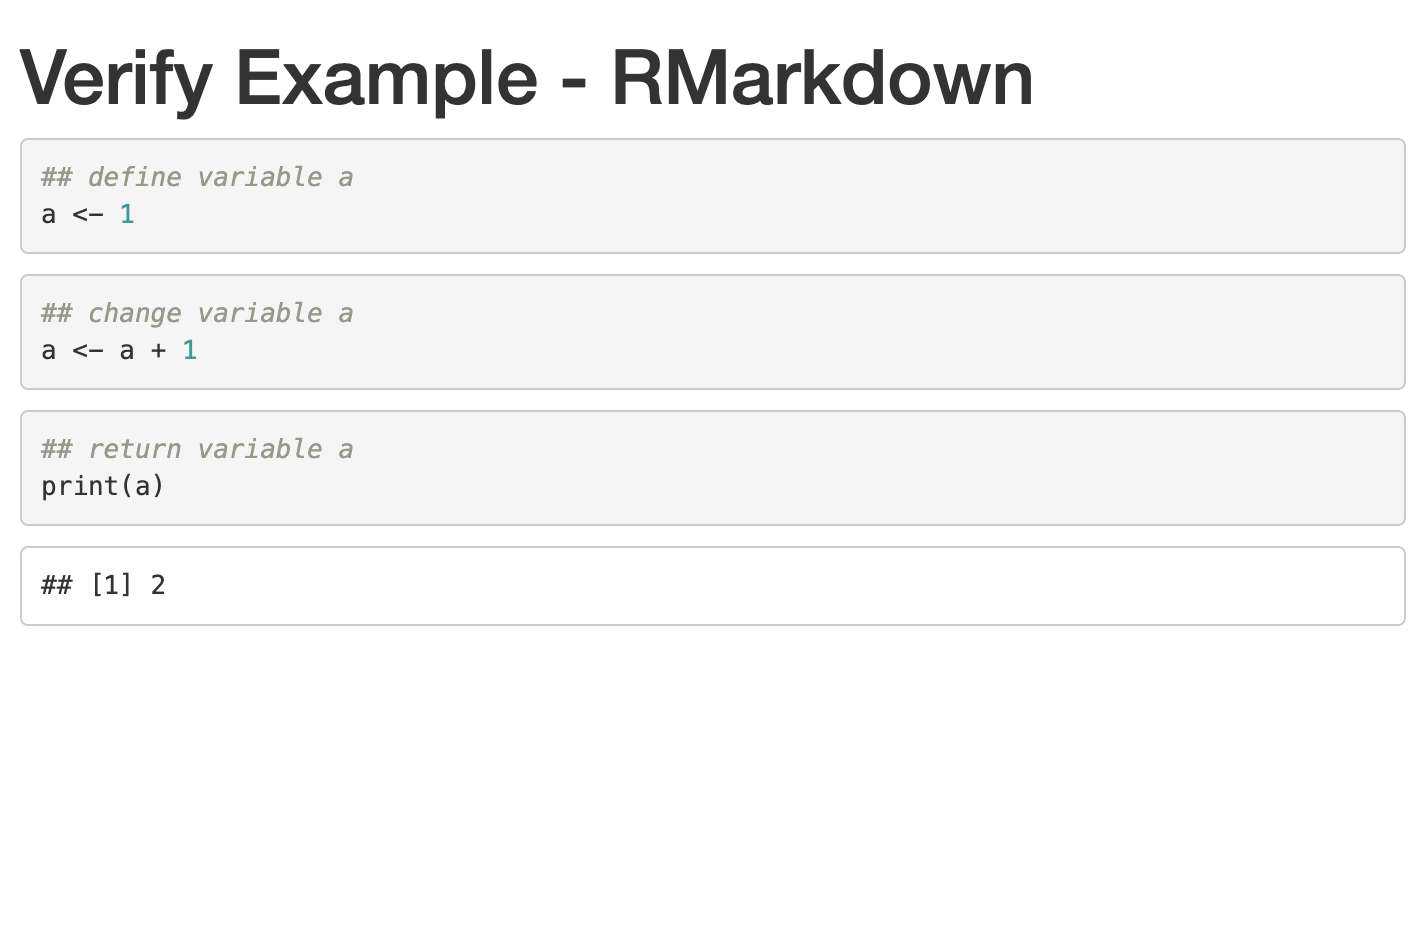 Verify Example - RMarkdown
## define variable a
a <- 1
## change variable a
a <- a + 1
## return variable a
print(a)
## [1] 2